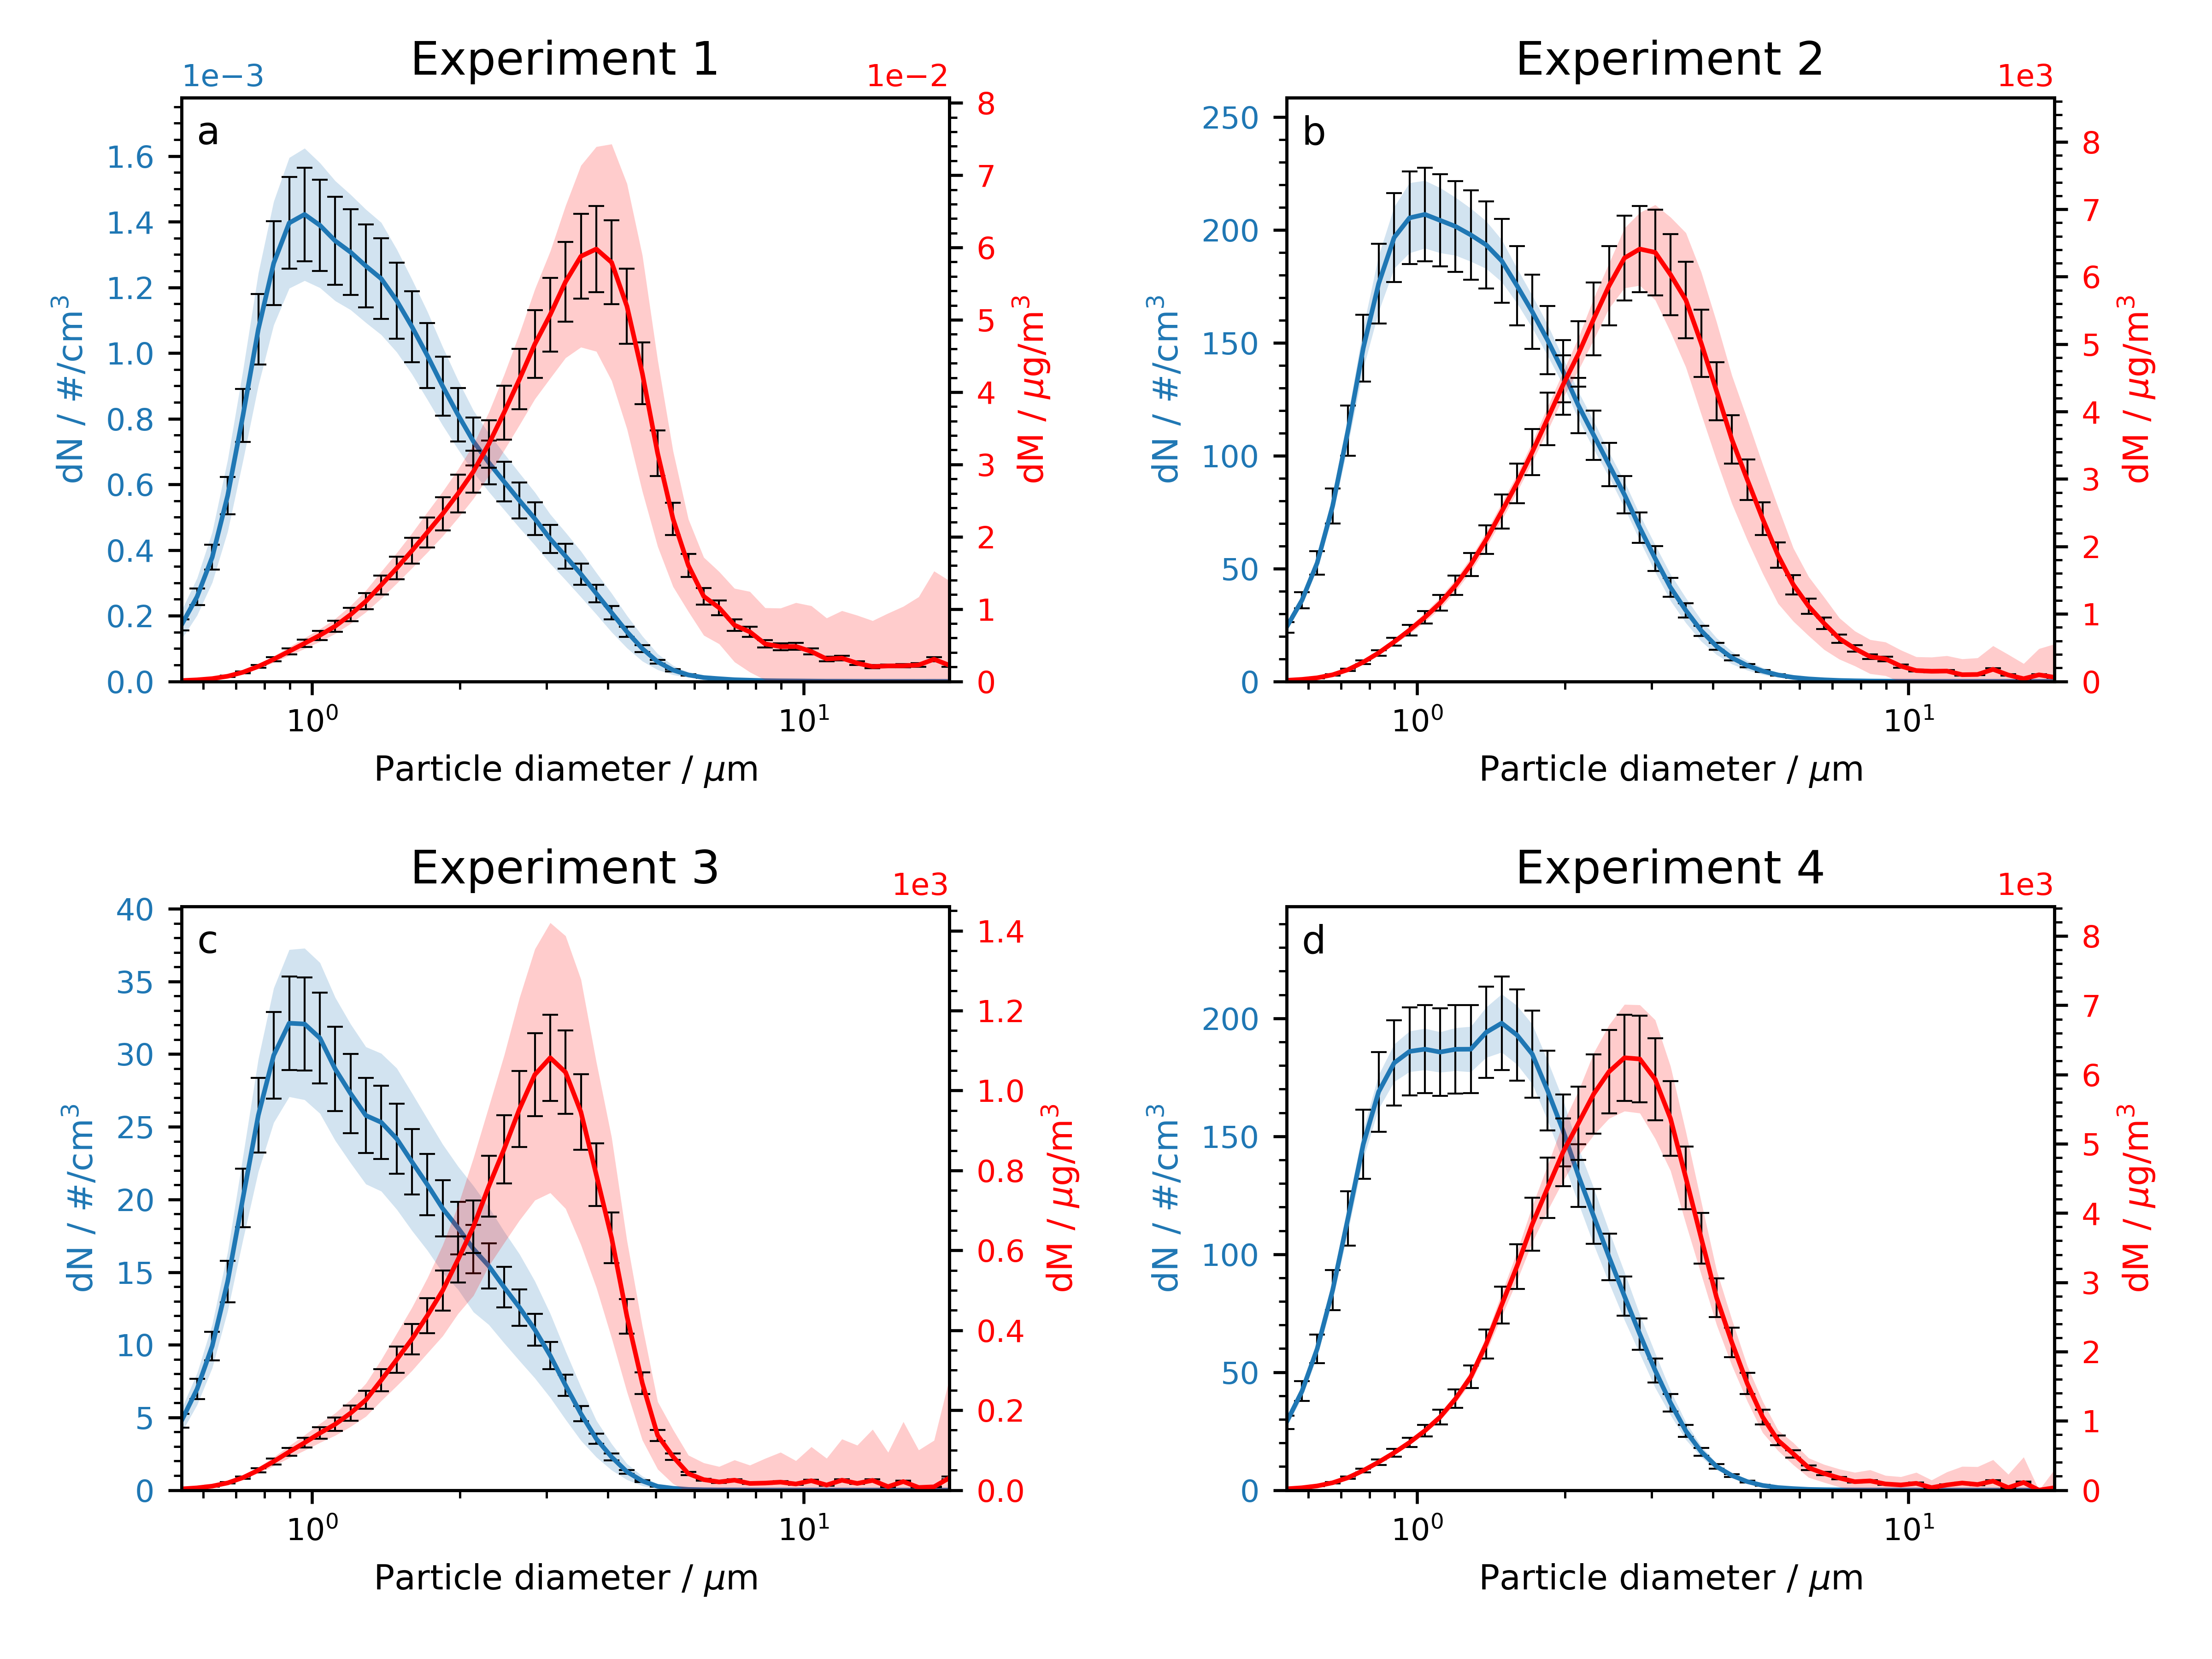 Experiment 1
1e−3
1e−2
a
1.6
1.4
1.2
1.0
0.8
0.6
0.4
0.2
0.0
dN / #/cm³
8
7
6
5
4
3
2
1
0
dM / µg/m³
10⁰
10¹
Particle diameter / µm
Experiment 2
1e3
b
250
200
150
100
50
0
dN / #/cm³
8
7
6
5
4
3
2
1
0
dM / µg/m³
10⁰
10¹
Particle diameter / µm
Experiment 3
1e3
c
40
35
30
25
20
15
10
5
0
dN / #/cm³
1.4
1.2
1.0
0.8
0.6
0.4
0.2
0.0
dM / µg/m³
10⁰
10¹
Particle diameter / µm
Experiment 4
1e3
d
200
150
100
50
0
dN / #/cm³
8
7
6
5
4
3
2
1
0
dM / µg/m³
10⁰
10¹
Particle diameter / µm